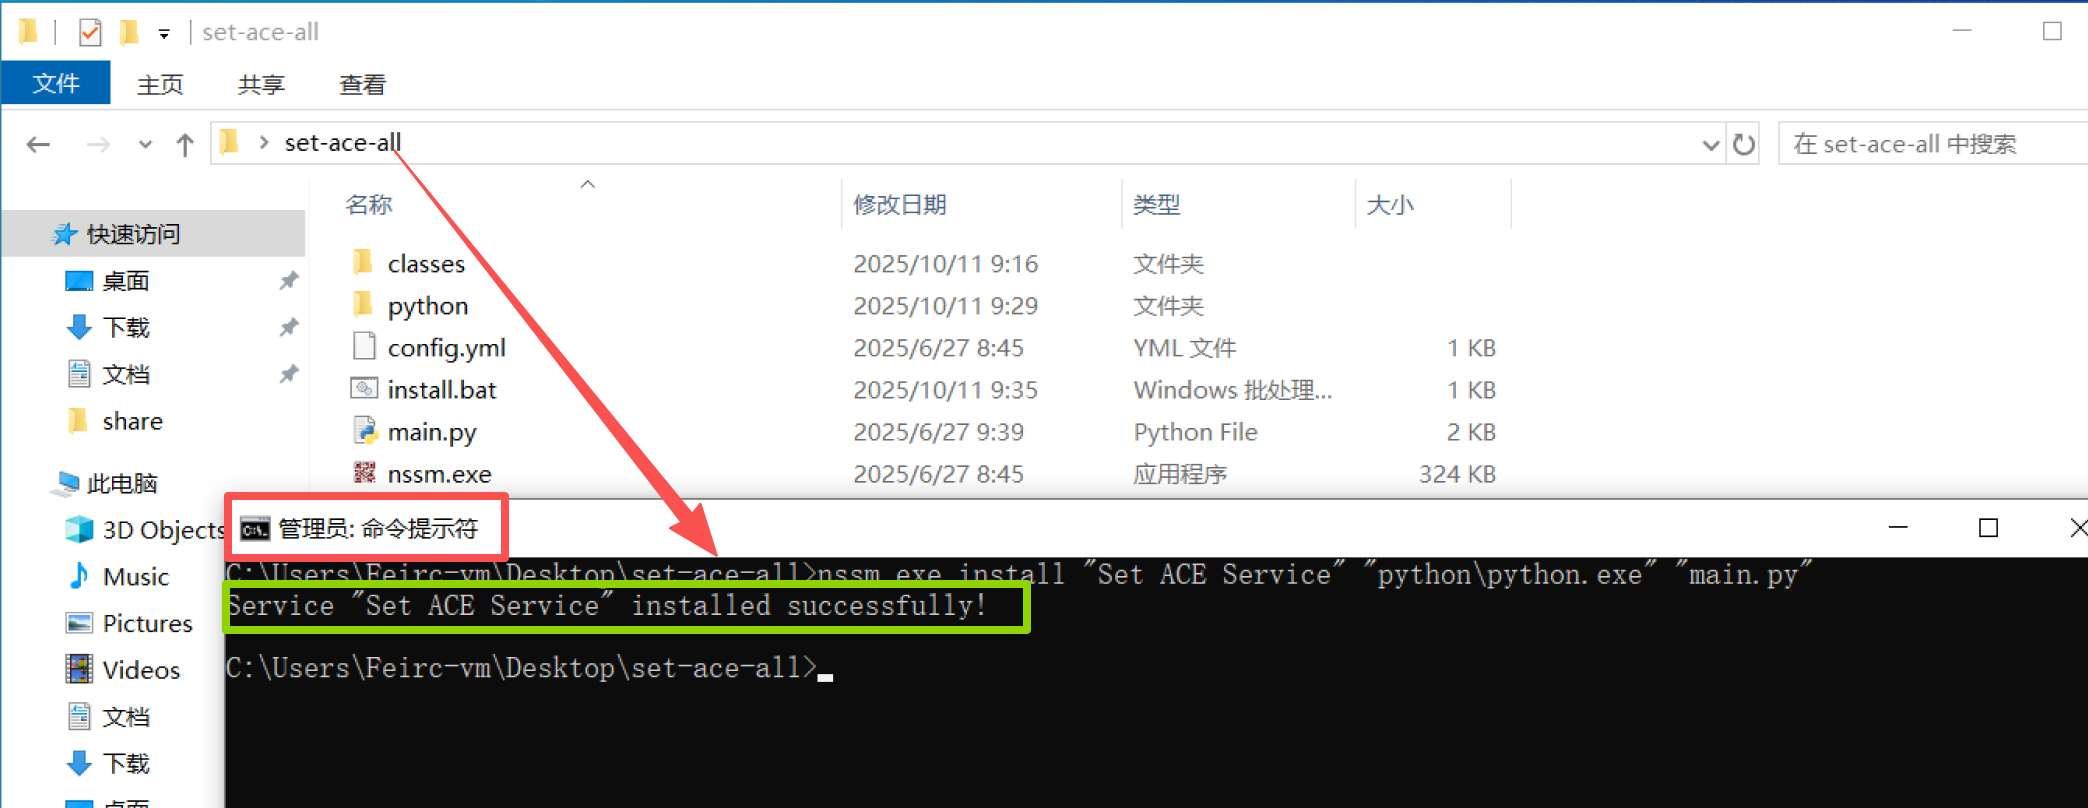 set-ace-all
文件 主页 共享 查看
set-ace-all 在 set-ace-all 中搜索
名称 修改日期 类型 大小
快速访问
桌面
下载
文档
share
此电脑
3D Objects
Music
Pictures
Videos
文档
下载
桌面
classes 2025/10/11 9:16 文件夹
python 2025/10/11 9:29 文件夹
config.yml 2025/6/27 8:45 YML 文件 1 KB
install.bat 2025/10/11 9:35 Windows 批处理... 1 KB
main.py 2025/6/27 9:39 Python File 2 KB
nssm.exe 2025/6/27 8:45 应用程序 324 KB
管理员: 命令提示符
C:\Users\Feirc-vm\Desktop\set-ace-all>nssm.exe install "Set ACE Service" "python\python.exe" "main.py"
Service "Set ACE Service" installed successfully!
C:\Users\Feirc-vm\Desktop\set-ace-all>